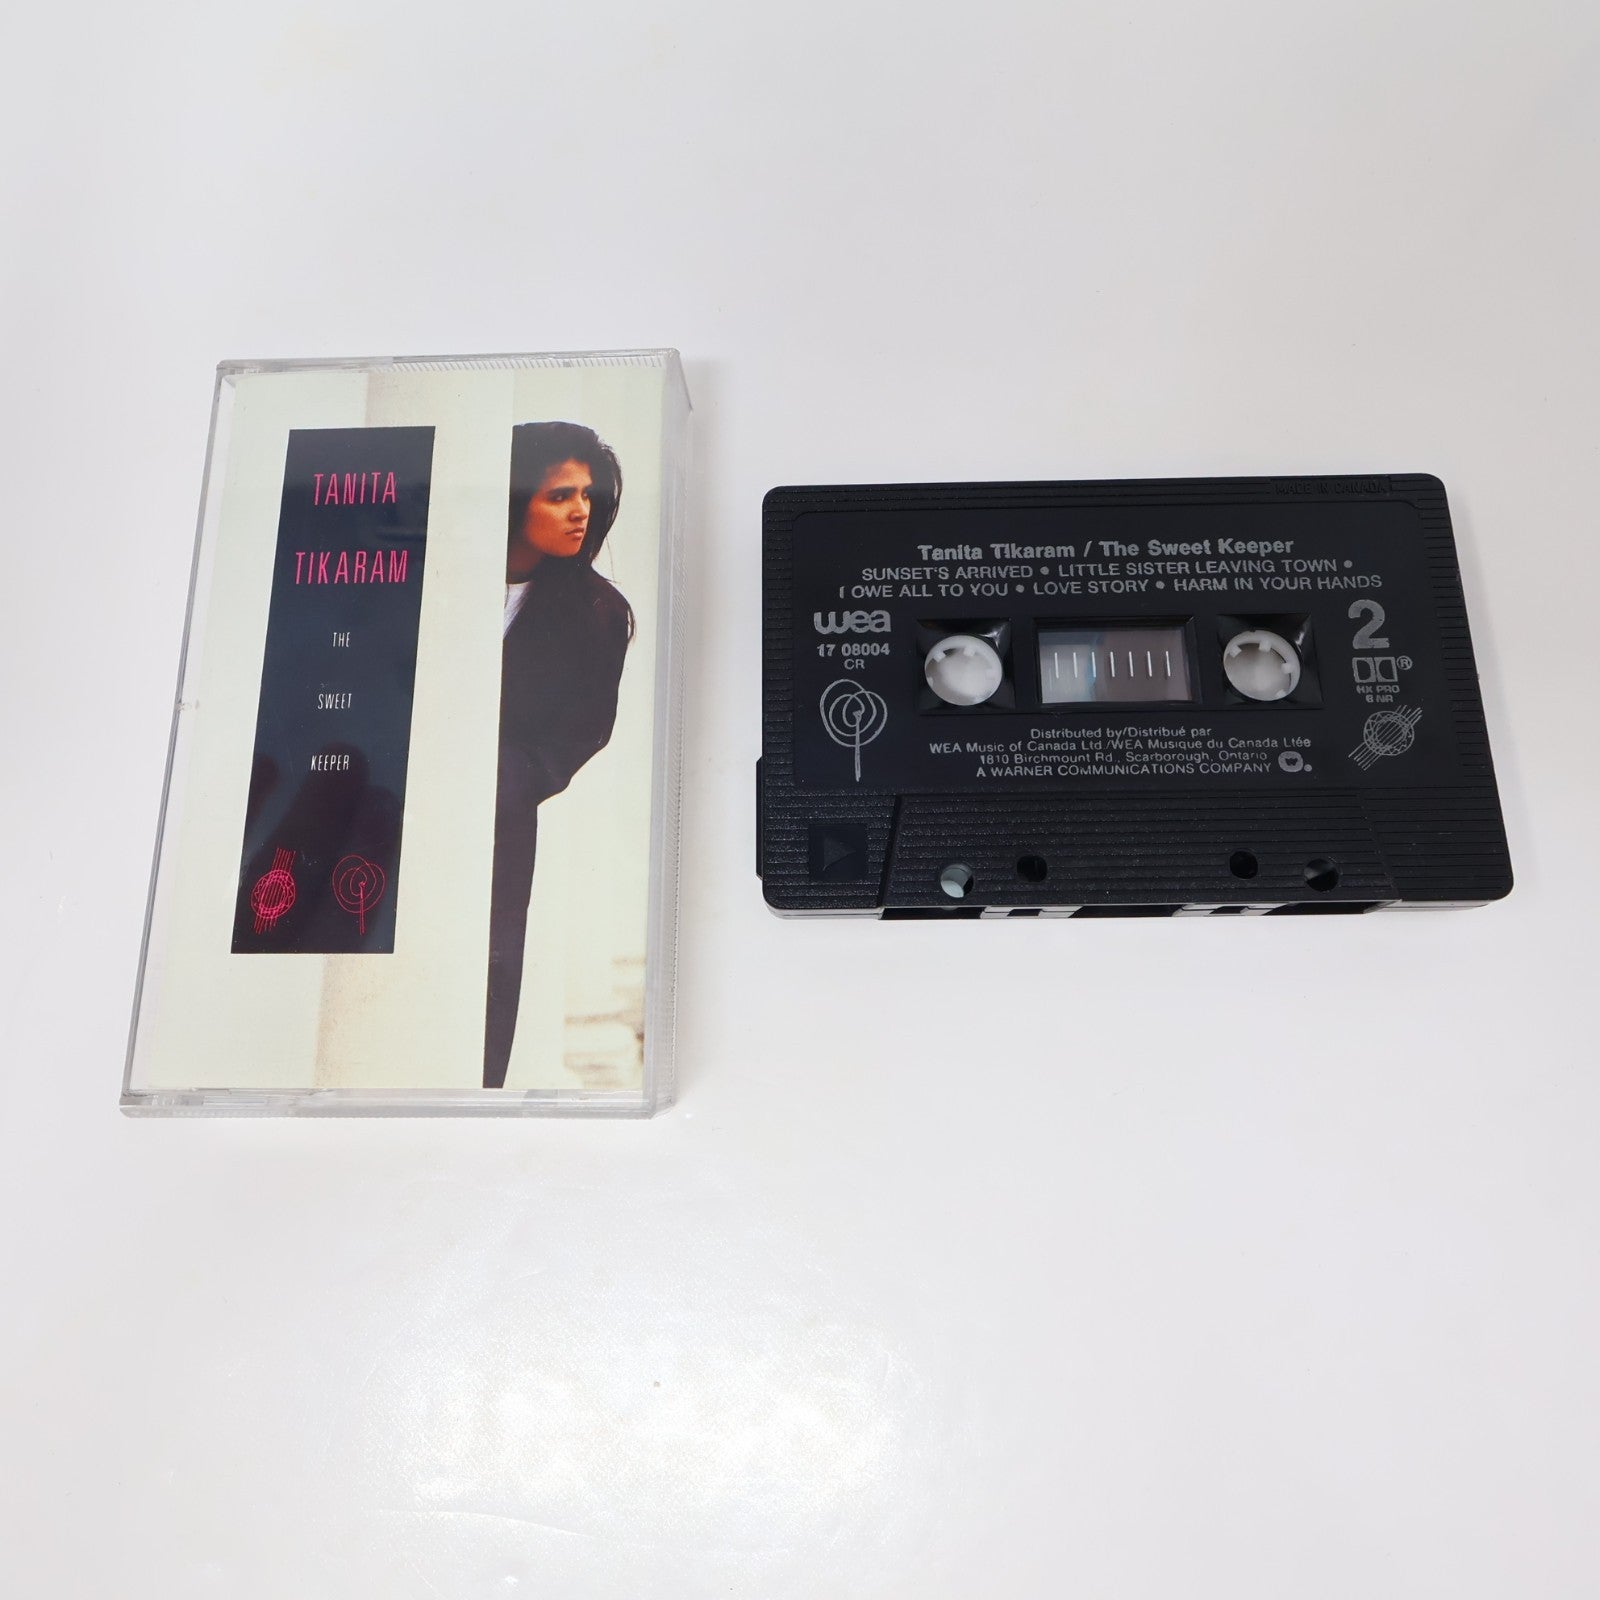 TANITA
TIKARAM
THE
SWEET
KEEPER
MADE IN CANADA
Tanita Tikaram / The Sweet Keeper
SUNSET'S ARRIVED • LITTLE SISTER LEAVING TOWN •
I OWE ALL TO YOU • LOVE STORY • HARM IN YOUR HANDS
wea
17 08004
CR
2
HX PRO
B NR
Distributed by/Distribué par
WEA Music of Canada Ltd /WEA Musique du Canada Ltée
1810 Birchmount Rd., Scarborough, Ontario
A WARNER COMMUNICATIONS COMPANY